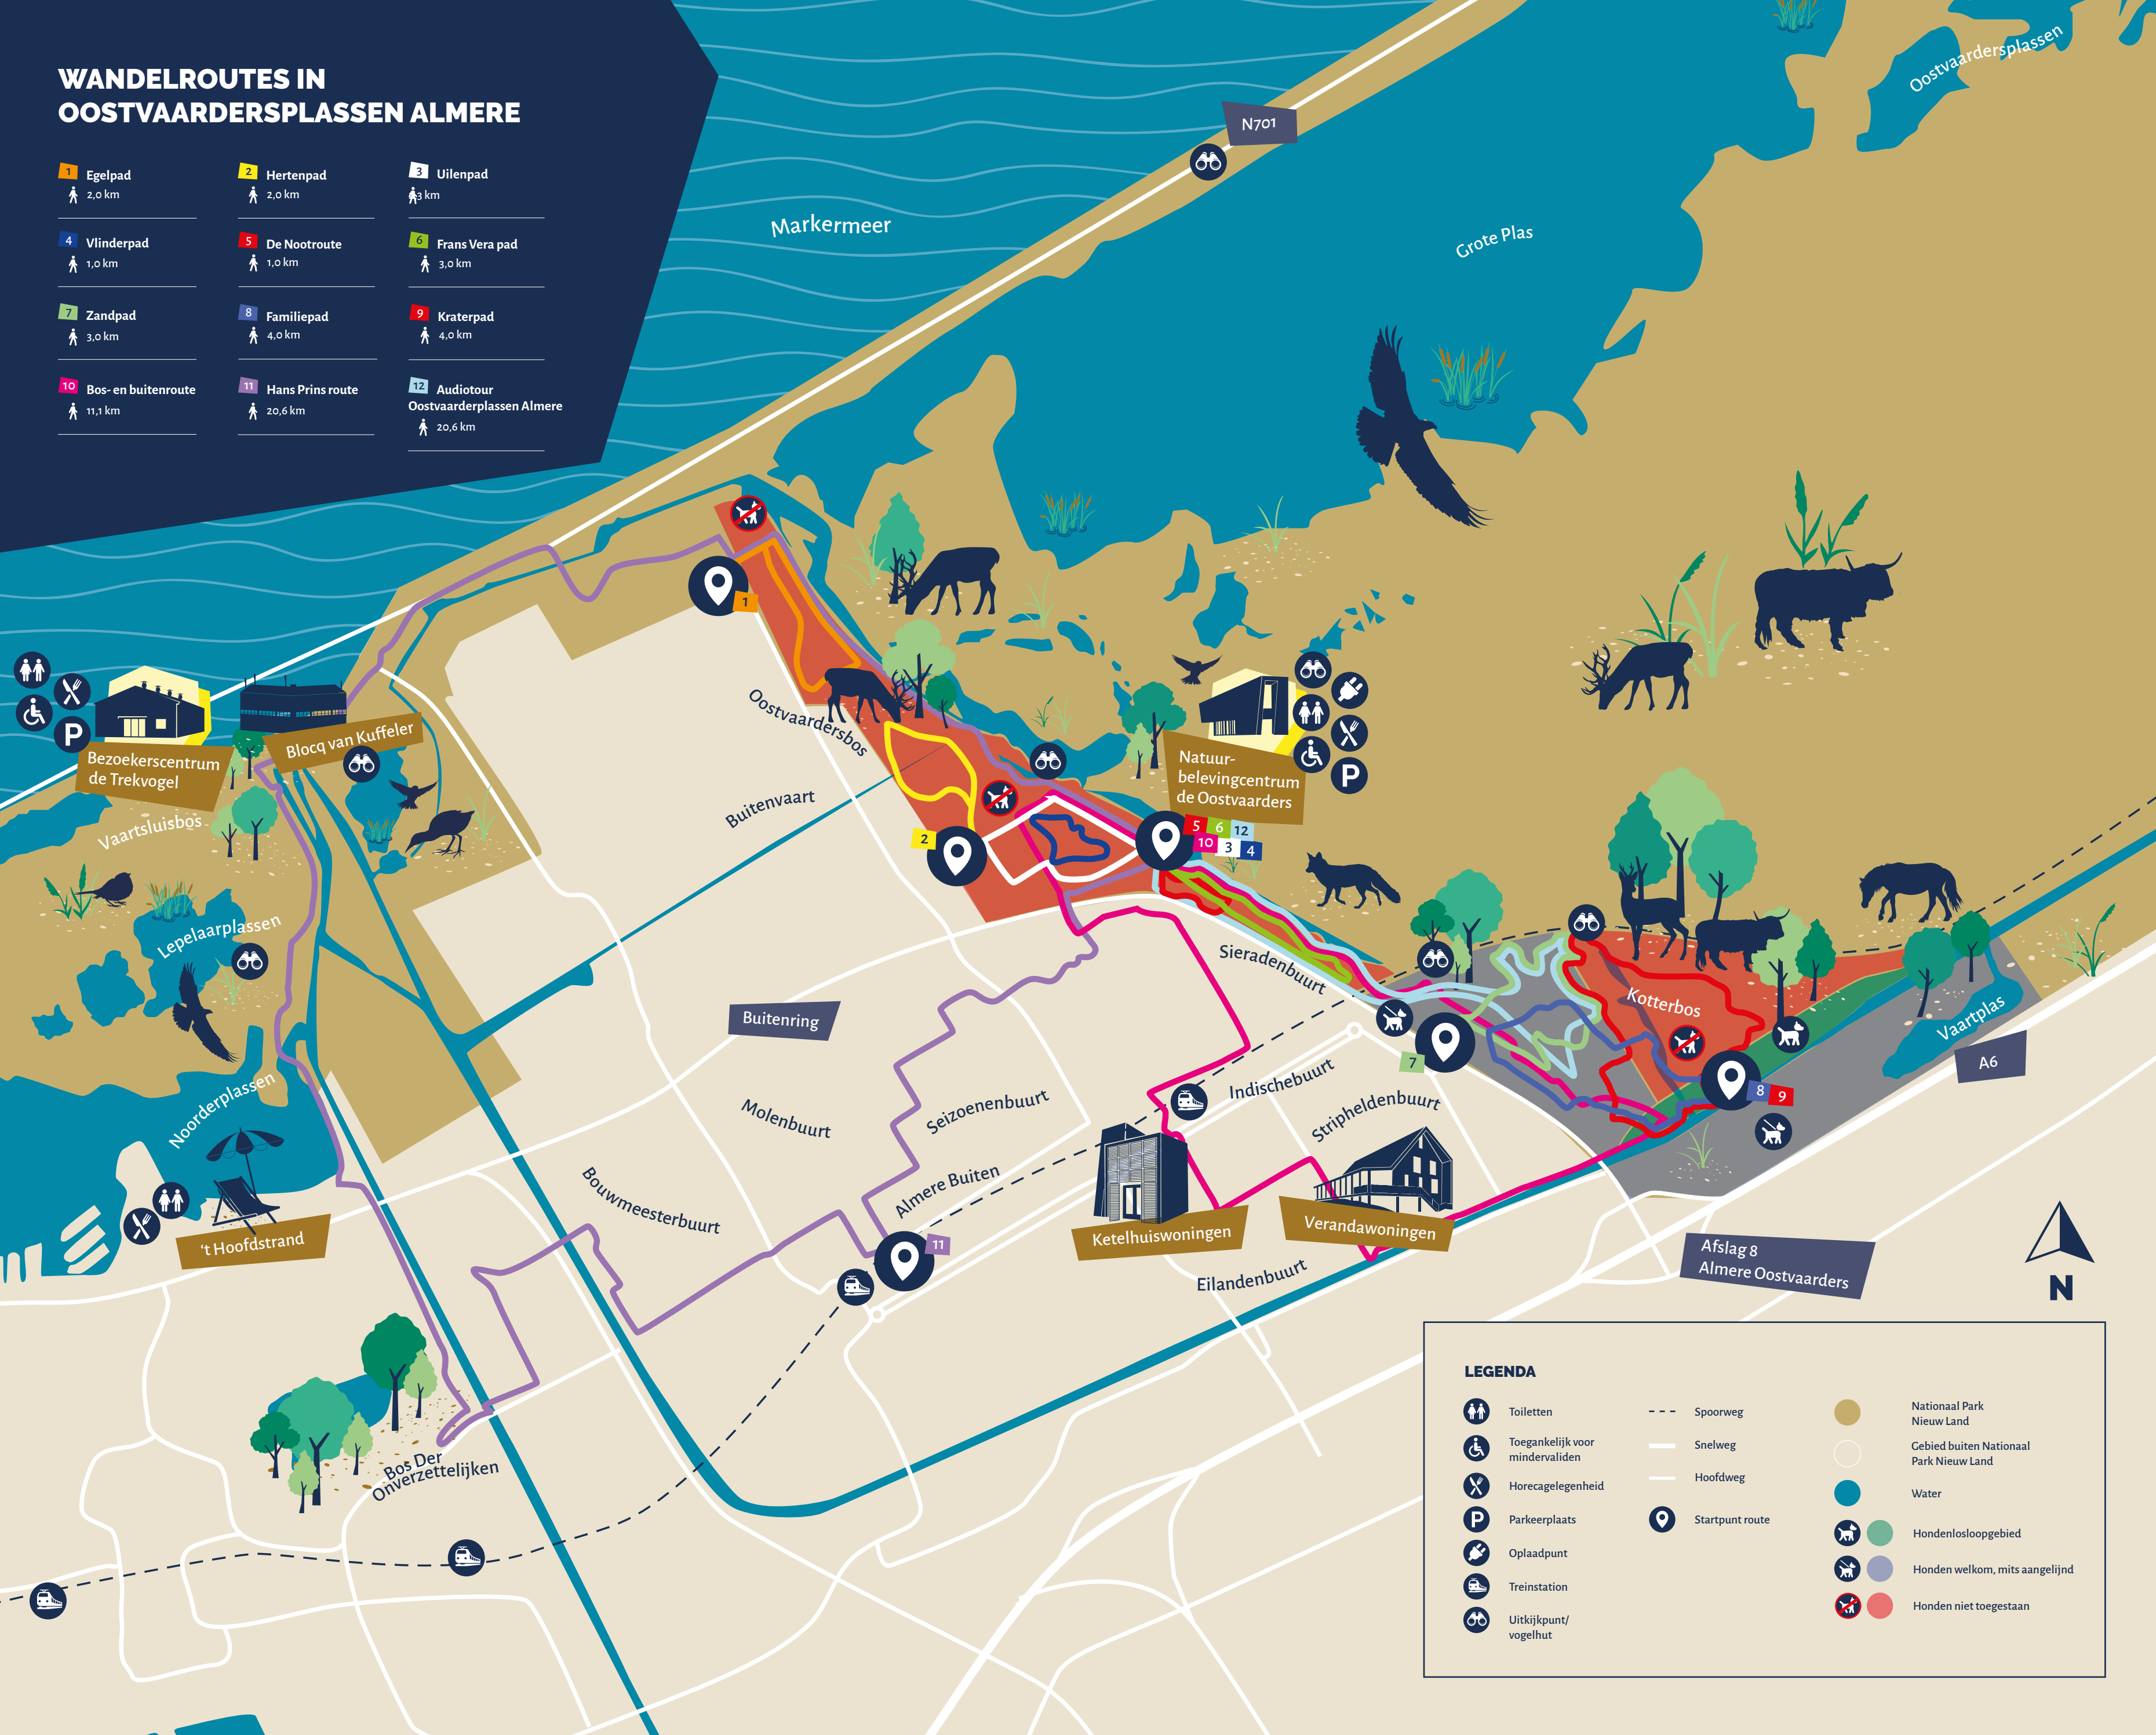 WANDELROUTES IN
OOSTVAARDERSPLASSEN ALMERE
1 Egelpad
2,0 km
2 Hertenpad
2,0 km
3 Uilenpad
3 km
4 Vlinderpad
1,0 km
5 De Nootroute
1,0 km
6 Frans Vera pad
3,0 km
7 Zandpad
3,0 km
8 Familiepad
4,0 km
9 Kraterpad
4,0 km
10 Bos- en buitenroute
11,1 km
11 Hans Prins route
20,6 km
12 Audiotour
Oostvaarderplassen Almere
20,6 km
Oostvaardersplassen
N701
Markermeer
Grote Plas
1
Oostvaardersbos
Blocq van Kuffeler
Bezoekerscentrum
de Trekvogel
P
Natuur-
belevingcentrum
de Oostvaarders
P
Vaartsluisbos
Buitenvaart
2
5 6 12
10 3 4
Lepelaarplassen
Sieradenbuurt
Kotterbos
Vaartplas
Buitenring
A6
7
8 9
Noorderplassen
Molenbuurt
Seizoenenbuurt
Indischebuurt
Stripheldenbuurt
Almere Buiten
Bouwmeesterbuurt
't Hoofdstrand
11
Ketelhuiswoningen
Verandawoningen
Eilandenbuurt
Afslag 8
Almere Oostvaarders
N
Bos Der
Onverzettelijken
LEGENDA
Toiletten
Toegankelijk voor
mindervaliden
Horecagelegenheid
P Parkeerplaats
Oplaadpunt
Treinstation
Uitkijkpunt/
vogelhut
Spoorweg
Snelweg
Hoofdweg
Startpunt route
Nationaal Park
Nieuw Land
Gebied buiten Nationaal
Park Nieuw Land
Water
Hondenlosloopgebied
Honden welkom, mits aangelijnd
Honden niet toegestaan